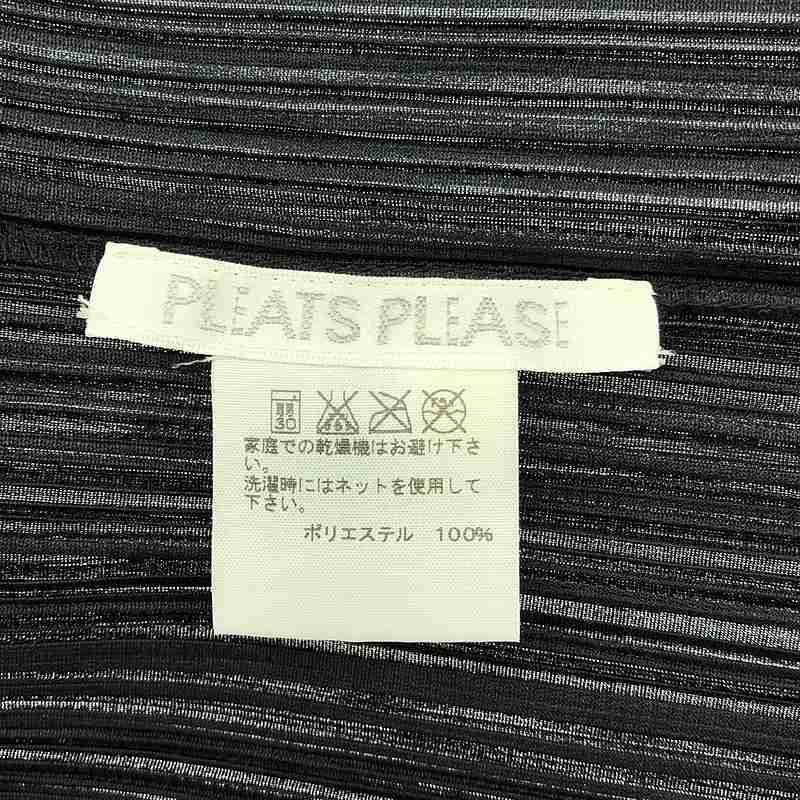 PLEATS PLEASE
30
家庭での乾燥機はお避け下さ
い。
洗濯時にはネットを使用して
下さい。
ポリエステル 100%